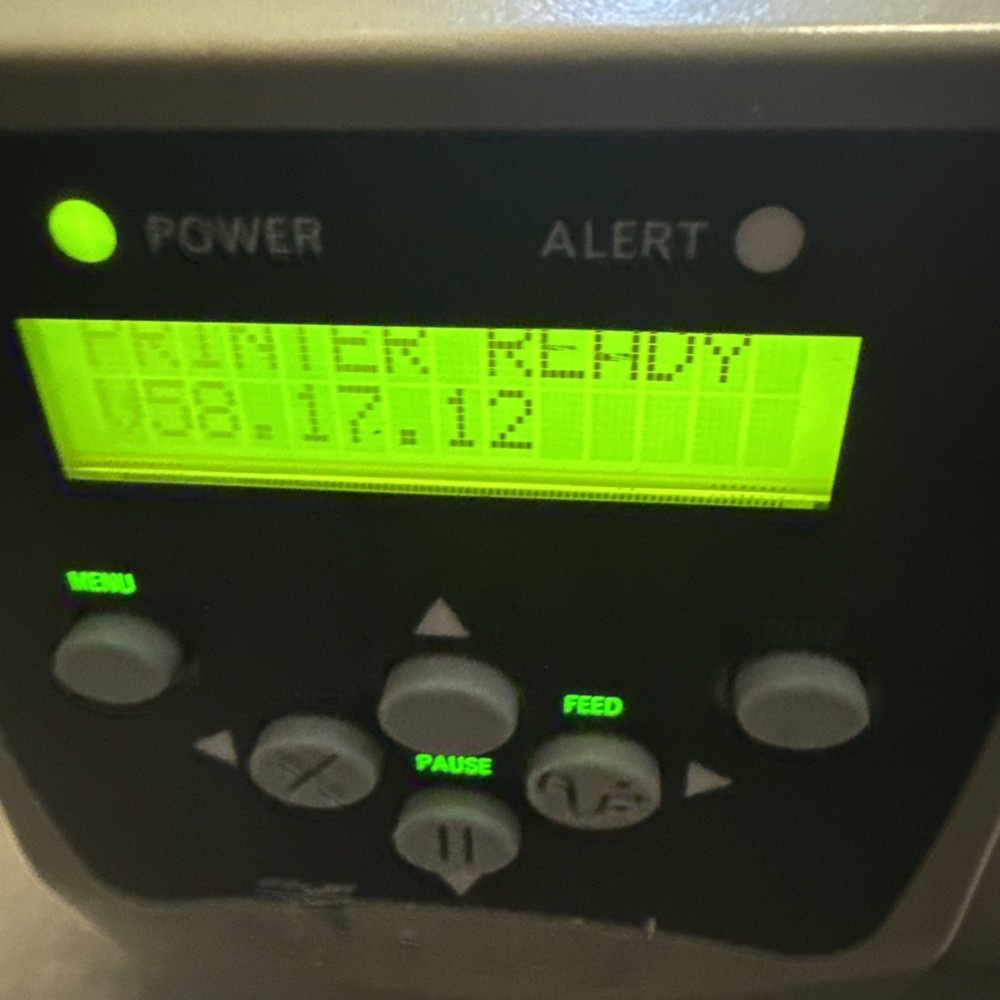 POWER
ALERT
PRINTER READY
V58.17.12
MENU
FEED
PAUSE